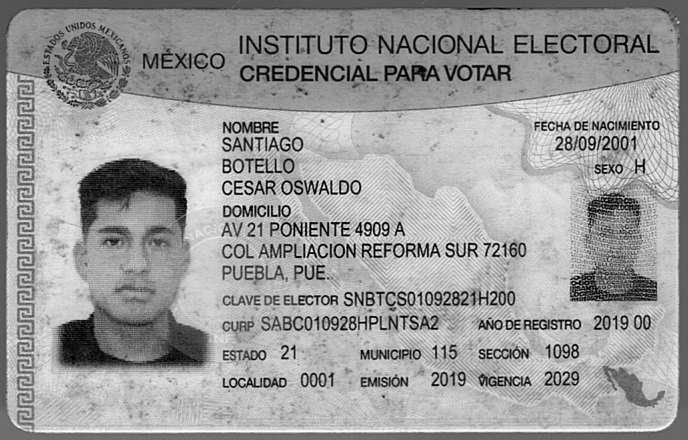 ESTADOS UNIDOS MEXICANOS
MÉXICO INSTITUTO NACIONAL ELECTORAL
CREDENCIAL PARA VOTAR
NOMBRE
SANTIAGO
BOTELLO
CESAR OSWALDO
FECHA DE NACIMIENTO
28/09/2001
SEXO H
DOMICILIO
AV 21 PONIENTE 4909 A
COL AMPLIACION REFORMA SUR 72160
PUEBLA, PUE.
CLAVE DE ELECTOR SNBTCS01092821H200
CURP SABC010928HPLNTSA2 AÑO DE REGISTRO 2019 00
ESTADO 21 MUNICIPIO 115 SECCIÓN 1098
LOCALIDAD 0001 EMISIÓN 2019 VIGENCIA 2029